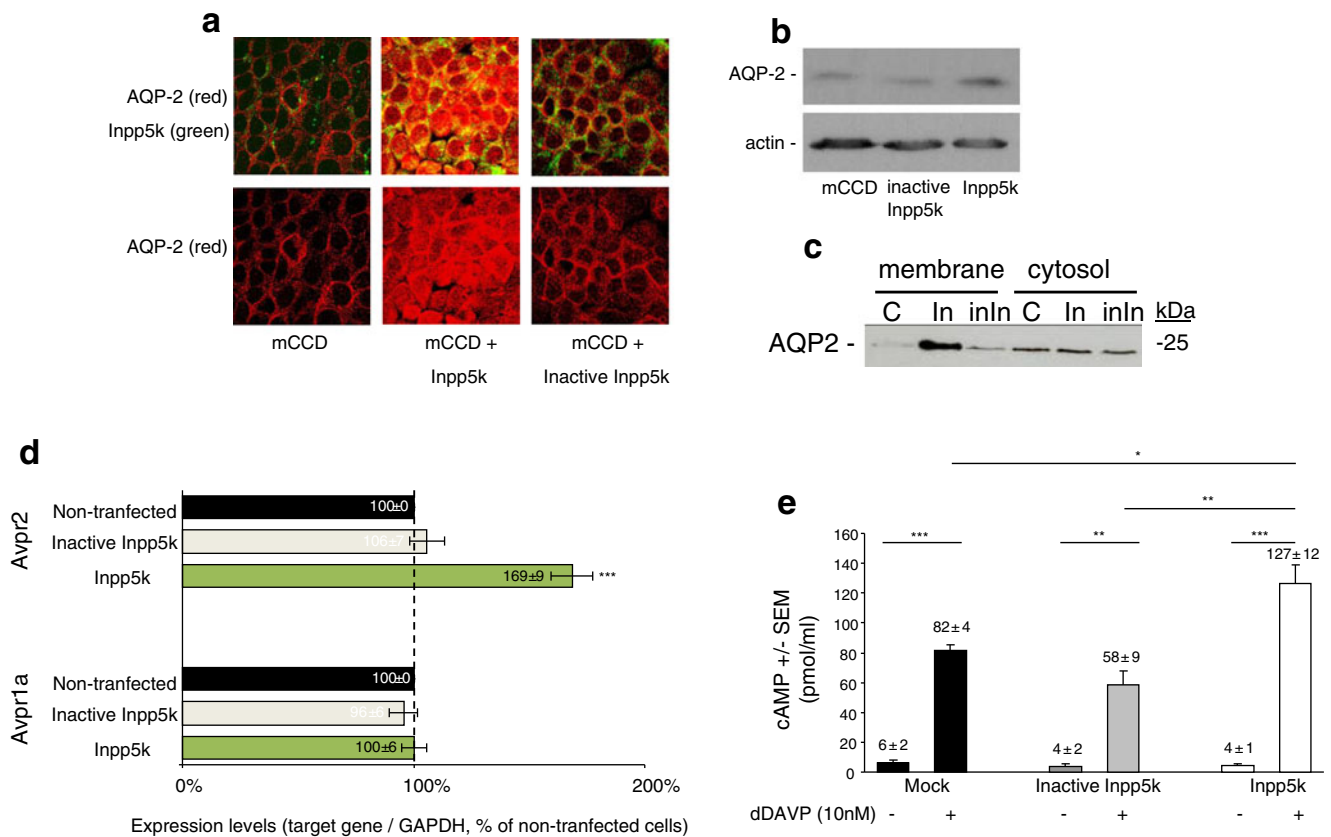 a
AQP-2 (red)
Inpp5k (green)
AQP-2 (red)
mCCD
mCCD +
Inpp5k
mCCD +
Inactive Inpp5k
b
AQP-2 -
actin -
mCCD
inactive
Inpp5k
Inpp5k
c
membrane cytosol
C In inIn C In inIn kDa
AQP2 - -25
d
Avpr2
Non-tranfected 100±0
Inactive Inpp5k 106±7
Inpp5k 169±9 ***
Avpr1a
Non-tranfected 100±0
Inactive Inpp5k 96±6
Inpp5k 100±6
0% 100% 200%
Expression levels (target gene / GAPDH, % of non-tranfected cells)
e
*
**
*** ** ***
cAMP +/- SEM
(pmol/ml)
160
140
120
100
80
60
40
20
0
6±2 82±4 4±2 58±9 4±1 127±12
Mock Inactive Inpp5k Inpp5k
dDAVP (10nM) - + - + - +